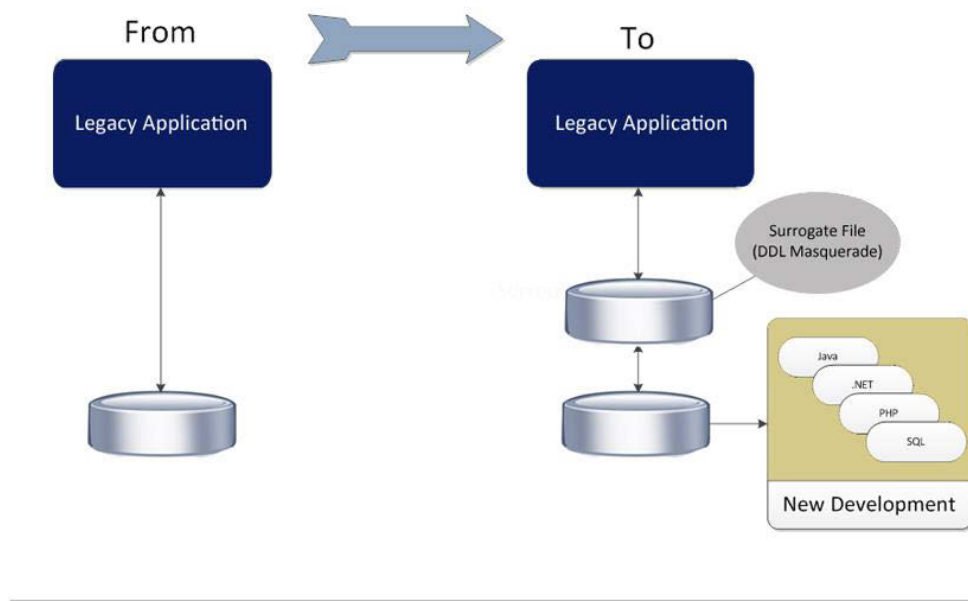 From
To
Legacy Application
Legacy Application
Surrogate File
(DDL Masquerade)
Java
.NET
PHP
SQL
New Development